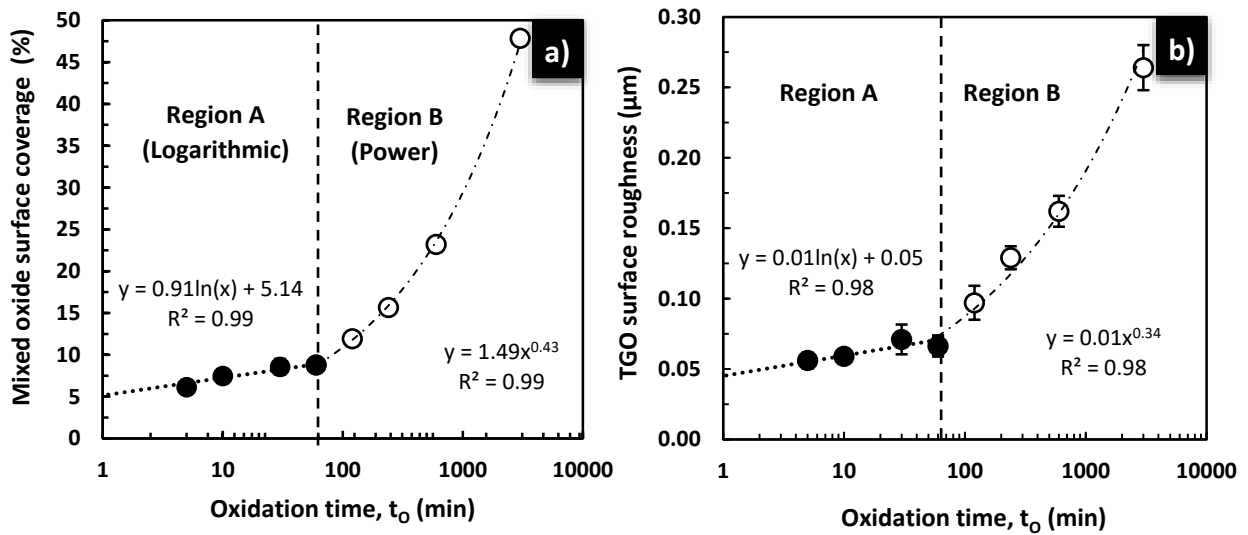 a)
Mixed oxide surface coverage (%)
50
45
40
35
30
25
20
15
10
5
0
Region A
(Logarithmic)
Region B
(Power)
y = 0.91ln(x) + 5.14
R² = 0.99
y = 1.49x^0.43
R² = 0.99
1
10
100
1000
10000
Oxidation time, tₒ (min)
b)
TGO surface roughness (µm)
0.30
0.25
0.20
0.15
0.10
0.05
0.00
Region A
Region B
y = 0.01ln(x) + 0.05
R² = 0.98
y = 0.01x^0.34
R² = 0.98
1
10
100
1000
10000
Oxidation time, tₒ (min)